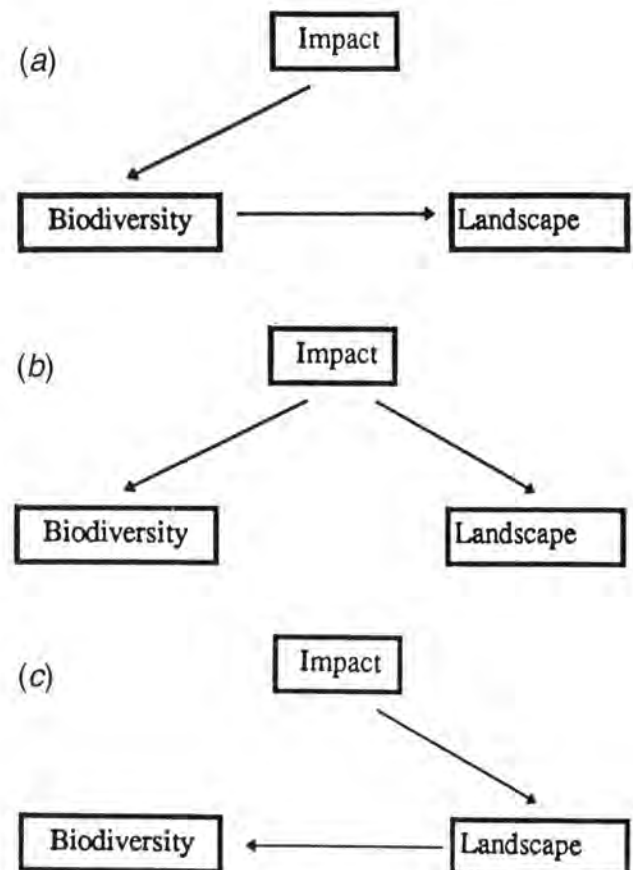 (a)
Impact
Biodiversity
Landscape
(b)
Impact
Biodiversity
Landscape
(c)
Impact
Biodiversity
Landscape